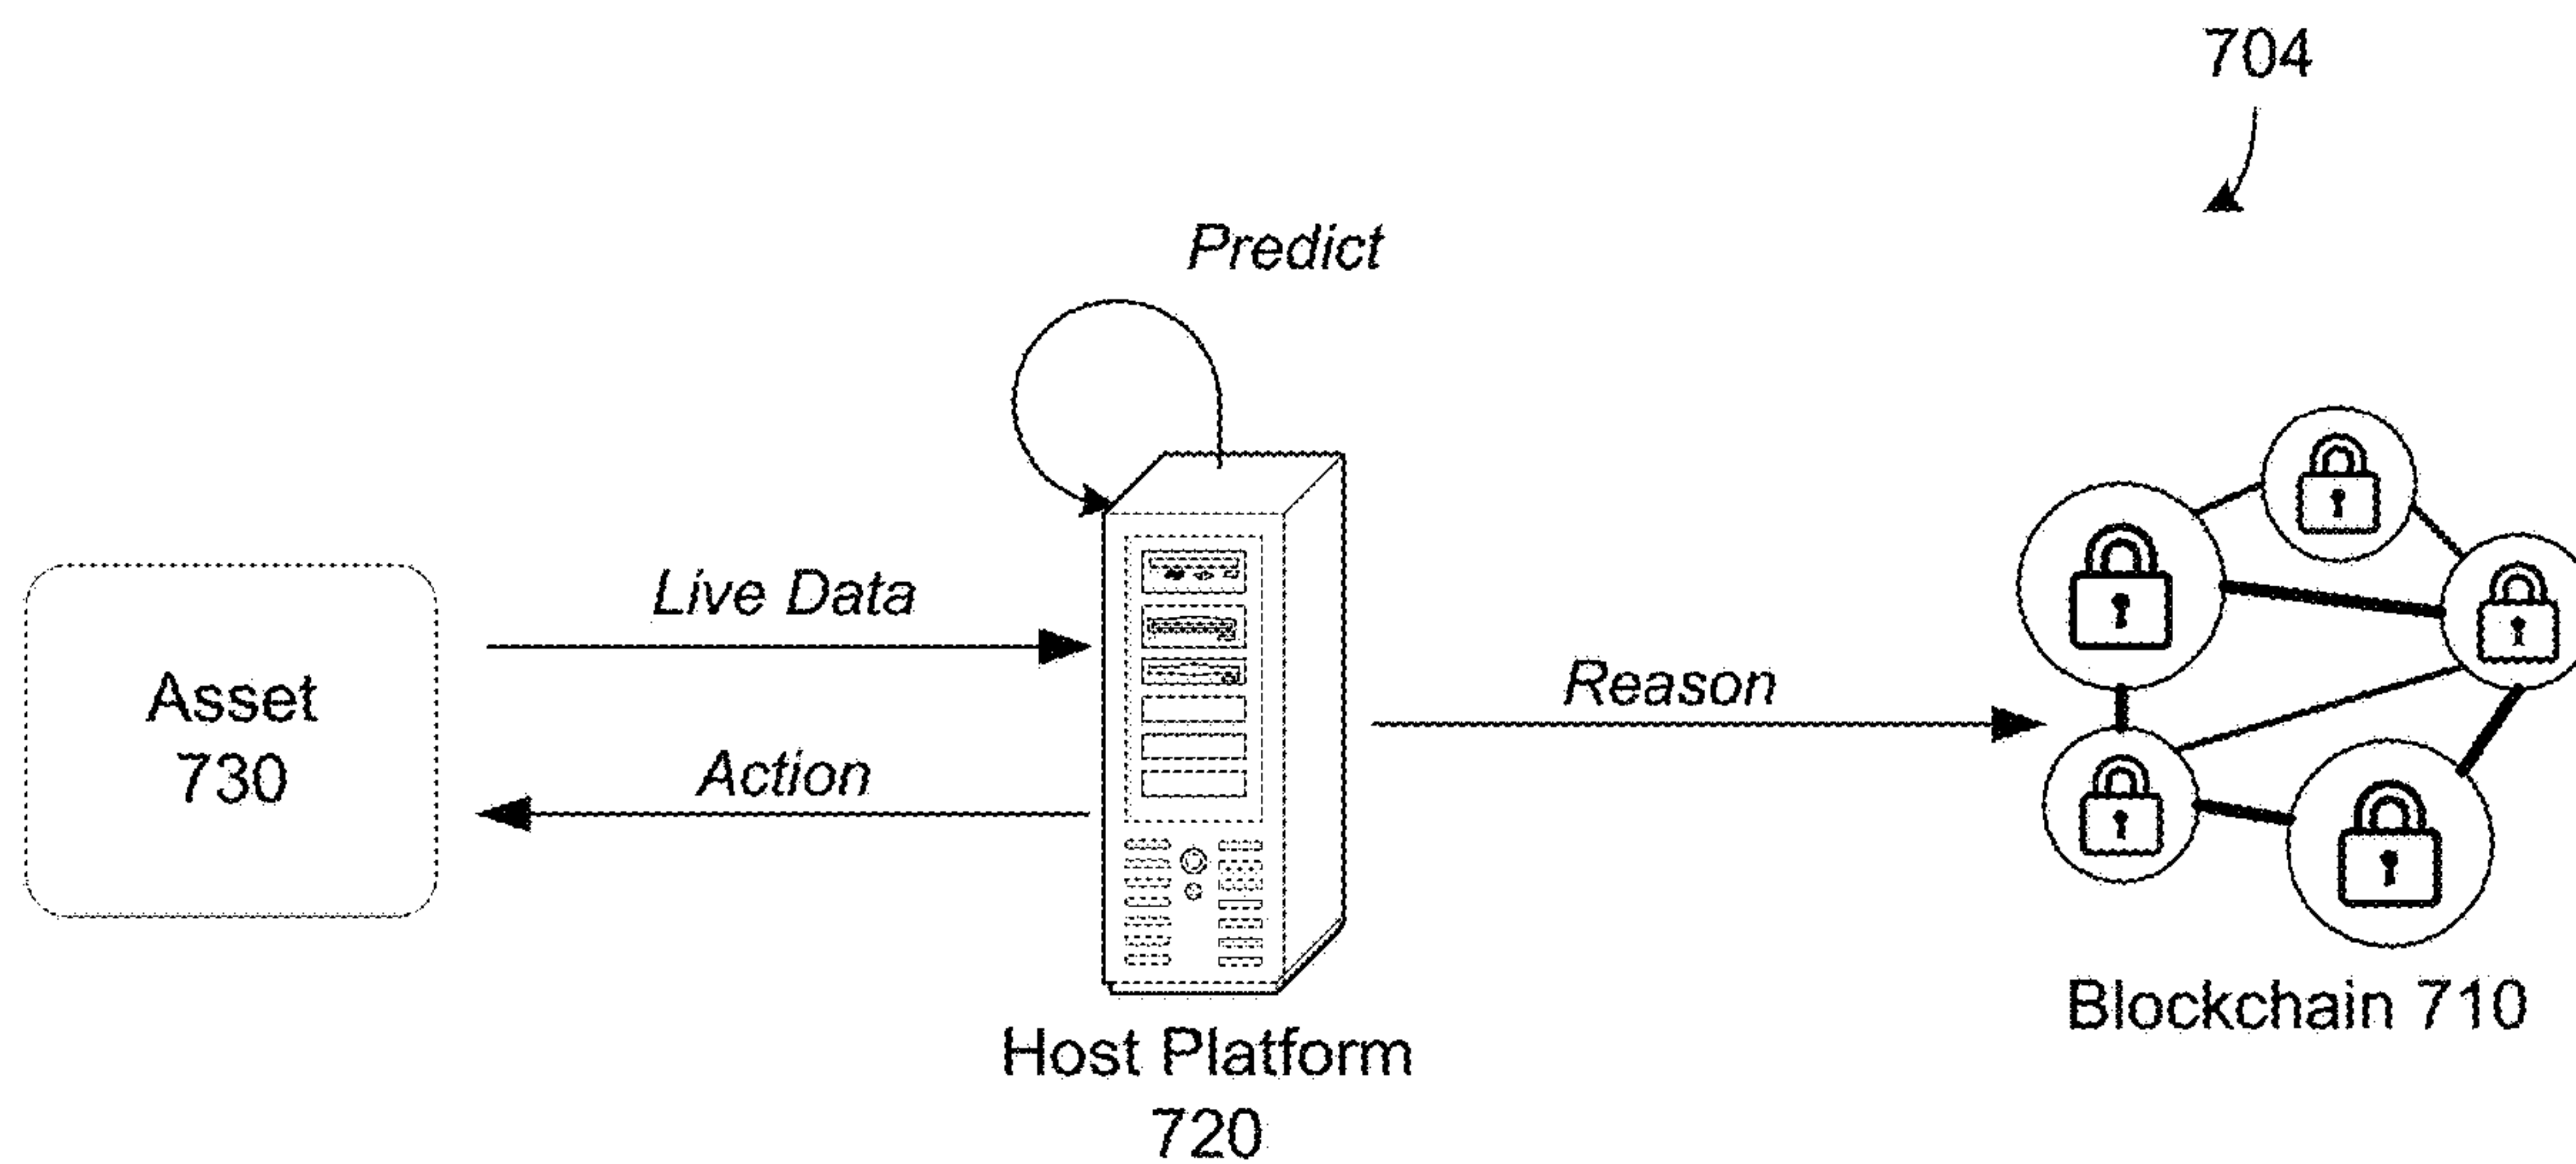 704
Predict
Live Data
Asset
730
Reason
Action
Blockchain 710
Host Platform
720